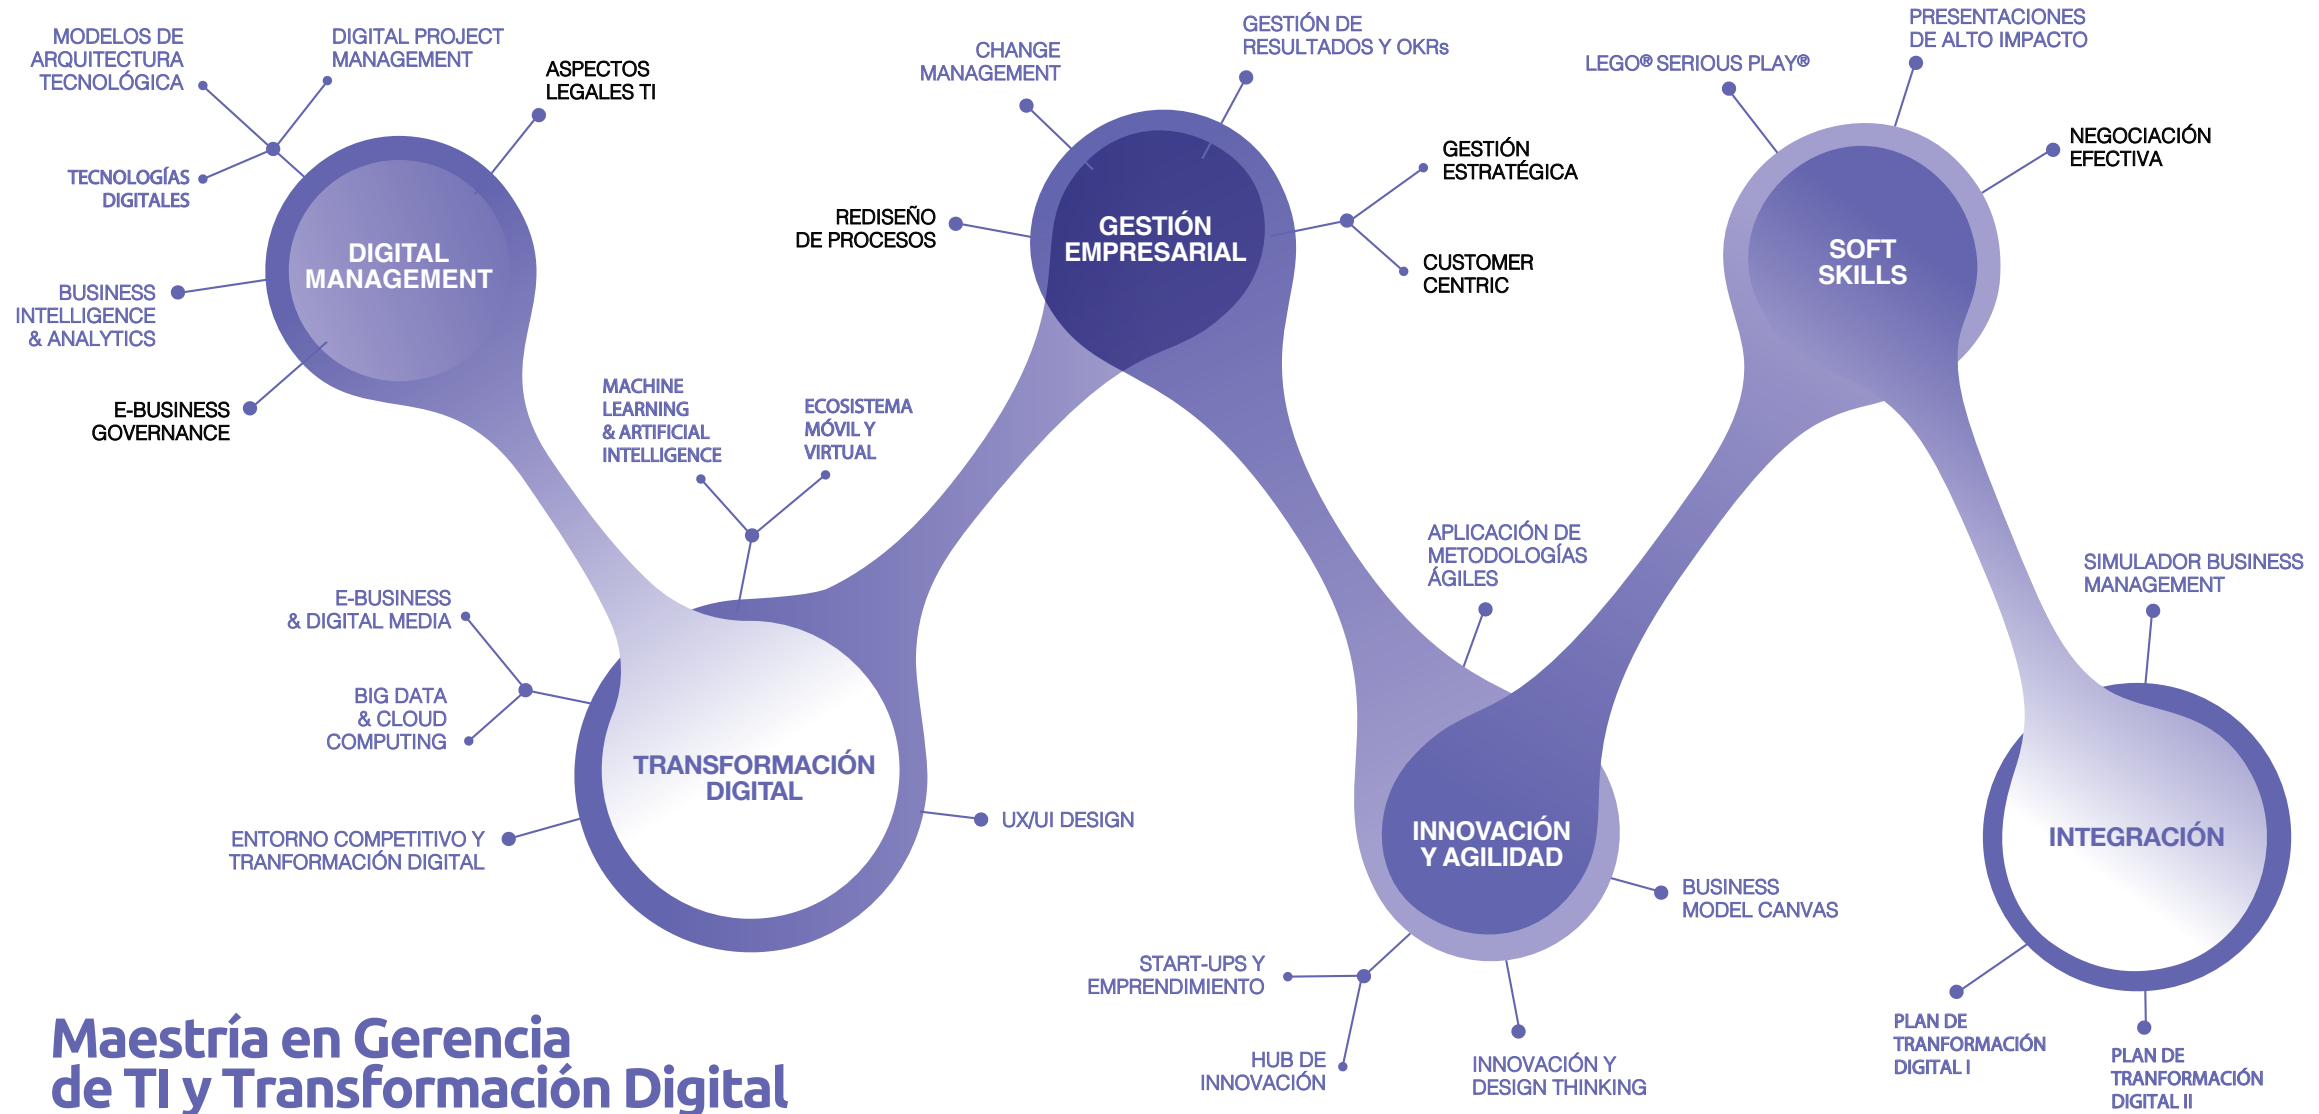 MODELOS DE
ARQUITECTURA
TECNOLÓGICA
DIGITAL PROJECT
MANAGEMENT
ASPECTOS
LEGALES TI
TECNOLOGÍAS
DIGITALES
DIGITAL
MANAGEMENT
BUSINESS
INTELLIGENCE
& ANALYTICS
E-BUSINESS
GOVERNANCE
MACHINE
LEARNING
& ARTIFICIAL
INTELLIGENCE
ECOSISTEMA
MÓVIL Y
VIRTUAL
E-BUSINESS
& DIGITAL MEDIA
BIG DATA
& CLOUD
COMPUTING
TRANSFORMACIÓN
DIGITAL
ENTORNO COMPETITIVO Y
TRANFORMACIÓN DIGITAL
UX/UI DESIGN
CHANGE
MANAGEMENT
GESTIÓN DE
RESULTADOS Y OKRs
REDISEÑO
DE PROCESOS
GESTIÓN
EMPRESARIAL
GESTIÓN
ESTRATÉGICA
CUSTOMER
CENTRIC
APLICACIÓN DE
METODOLOGÍAS
ÁGILES
INNOVACIÓN
Y AGILIDAD
BUSINESS
MODEL CANVAS
START-UPS Y
EMPRENDIMIENTO
HUB DE
INNOVACIÓN
INNOVACIÓN Y
DESIGN THINKING
LEGO® SERIOUS PLAY®
PRESENTACIONES
DE ALTO IMPACTO
NEGOCIACIÓN
EFECTIVA
SOFT
SKILLS
SIMULADOR BUSINESS
MANAGEMENT
INTEGRACIÓN
PLAN DE
TRANFORMACIÓN
DIGITAL I
PLAN DE
TRANFORMACIÓN
DIGITAL II
Maestría en Gerencia
de TI y Transformación Digital